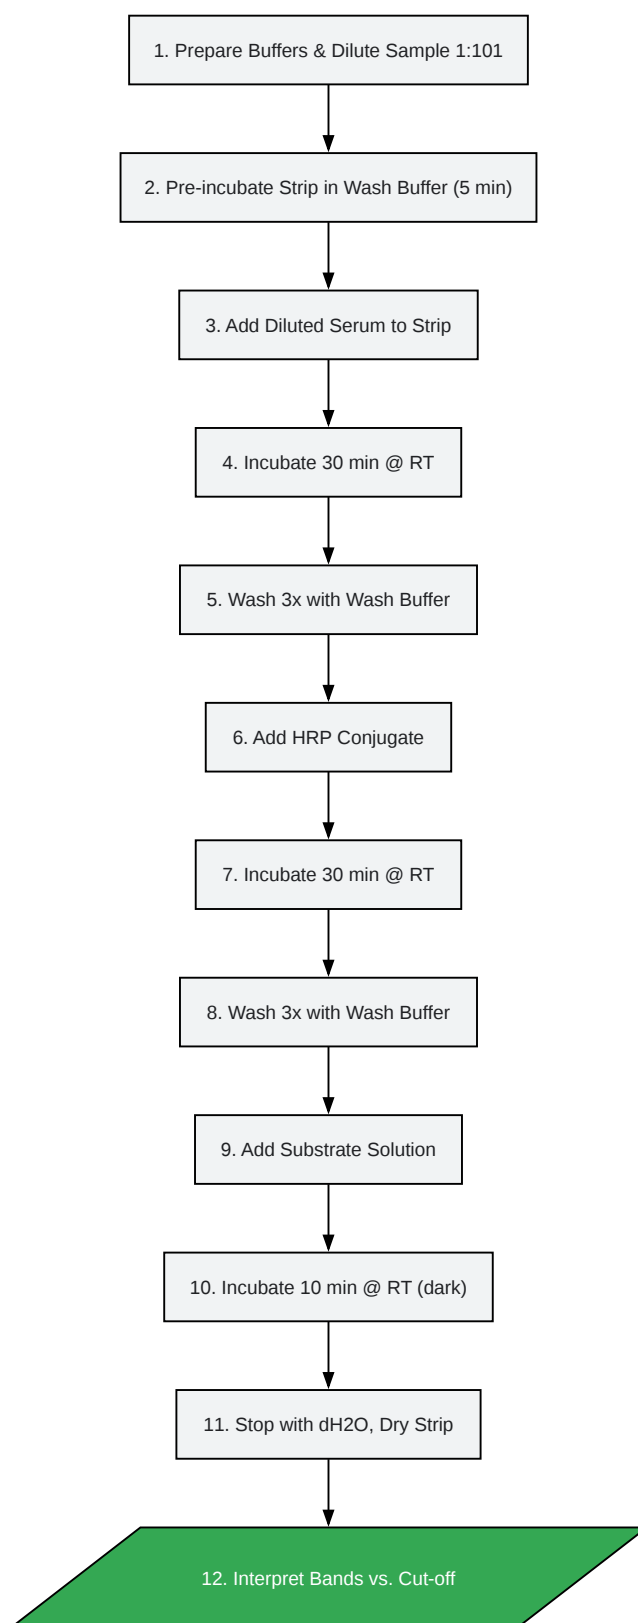 1. Prepare Buffers & Dilute Sample 1:101
2. Pre-incubate Strip in Wash Buffer (5 min)
3. Add Diluted Serum to Strip
4. Incubate 30 min @ RT
5. Wash 3x with Wash Buffer
6. Add HRP Conjugate
7. Incubate 30 min @ RT
8. Wash 3x with Wash Buffer
9. Add Substrate Solution
10. Incubate 10 min @ RT (dark)
11. Stop with dH2O, Dry Strip
12. Interpret Bands vs. Cut-off